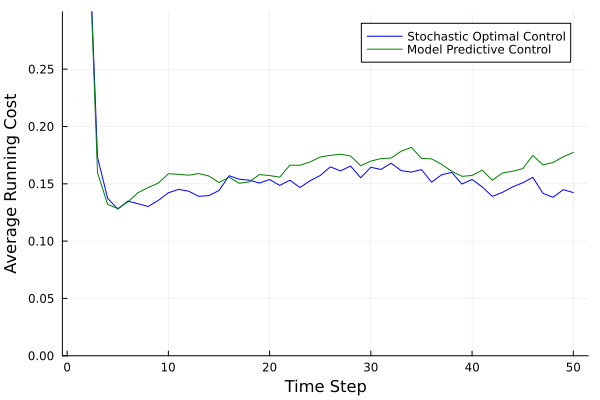 Stochastic Optimal Control
Model Predictive Control
Average Running Cost
0.25
0.20
0.15
0.10
0.05
0.00
0 10 20 30 40 50
Time Step